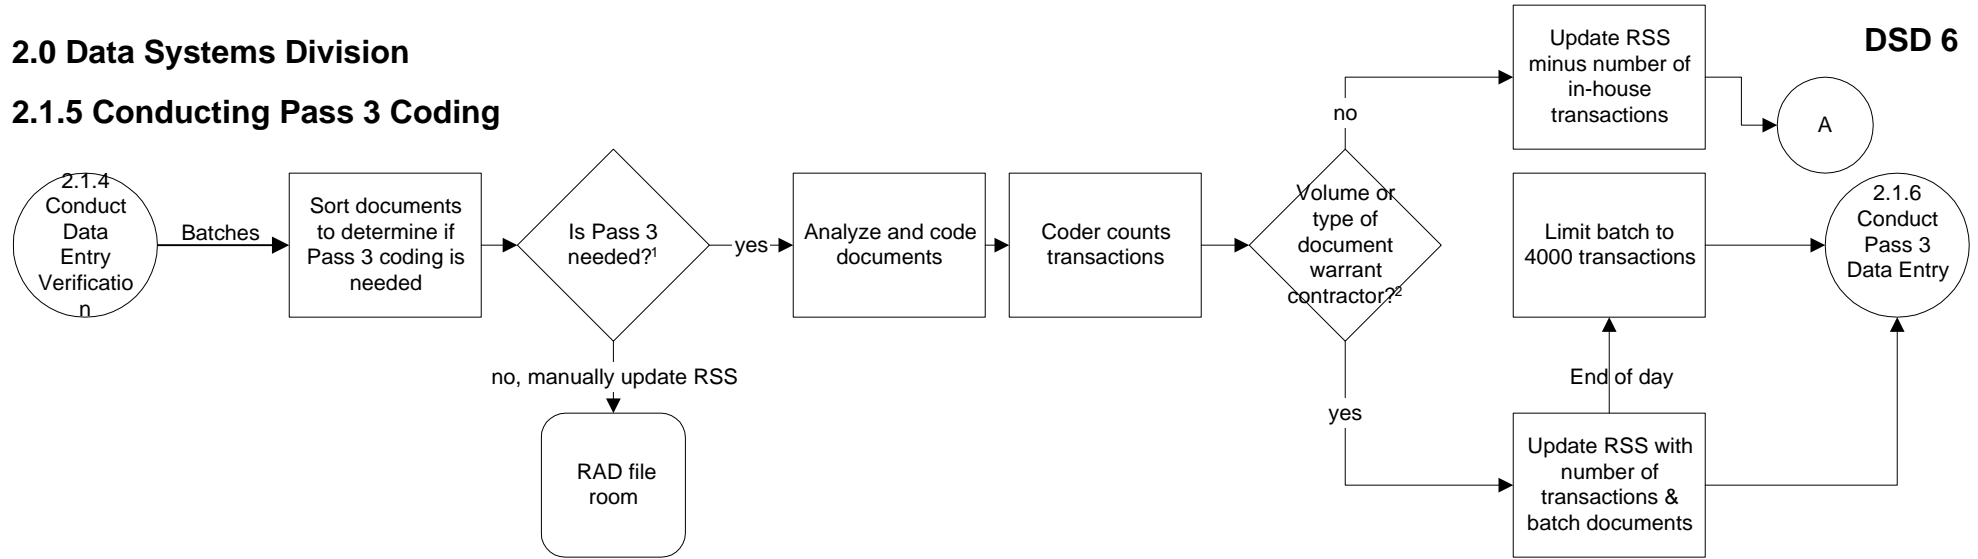 2.0 Data Systems Division
DSD 6
2.1.5 Conducting Pass 3 Coding
2.1.4
Conduct
Data
Entry
Verificatio
n
Batches
Sort documents
to determine if
Pass 3 coding is
needed
Is Pass 3
needed?¹
no, manually update RSS
RAD file
room
yes
Analyze and code
documents
Coder counts
transactions
Volume or
type of
document
warrant
contractor?²
no
Update RSS
minus number of
in-house
transactions
A
yes
Update RSS with
number of
transactions &
batch documents
End of day
Limit batch to
4000 transactions
2.1.6
Conduct
Pass 3
Data Entry